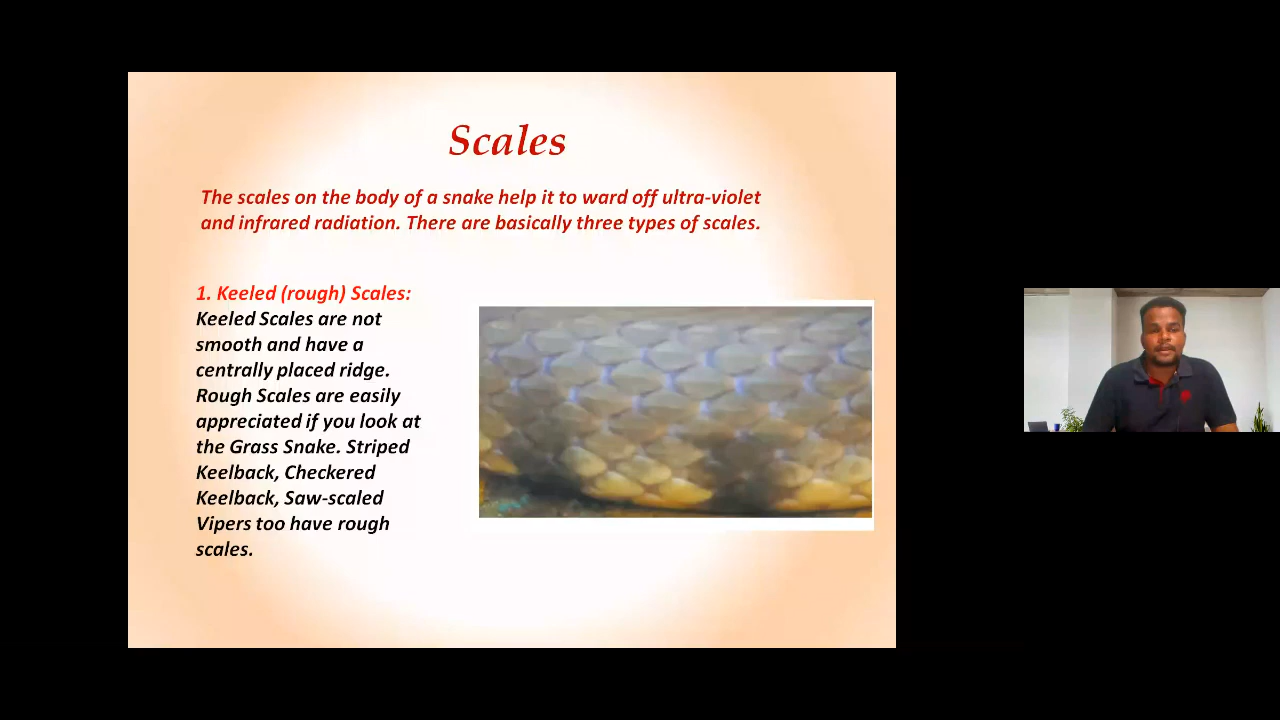 Scales
The scales on the body of a snake help it to ward off ultra-violet
and infrared radiation. There are basically three types of scales.
1. Keeled (rough) Scales:
Keeled Scales are not
smooth and have a
centrally placed ridge.
Rough Scales are easily
appreciated if you look at
the Grass Snake. Striped
Keelback, Checkered
Keelback, Saw-scaled
Vipers too have rough
scales.